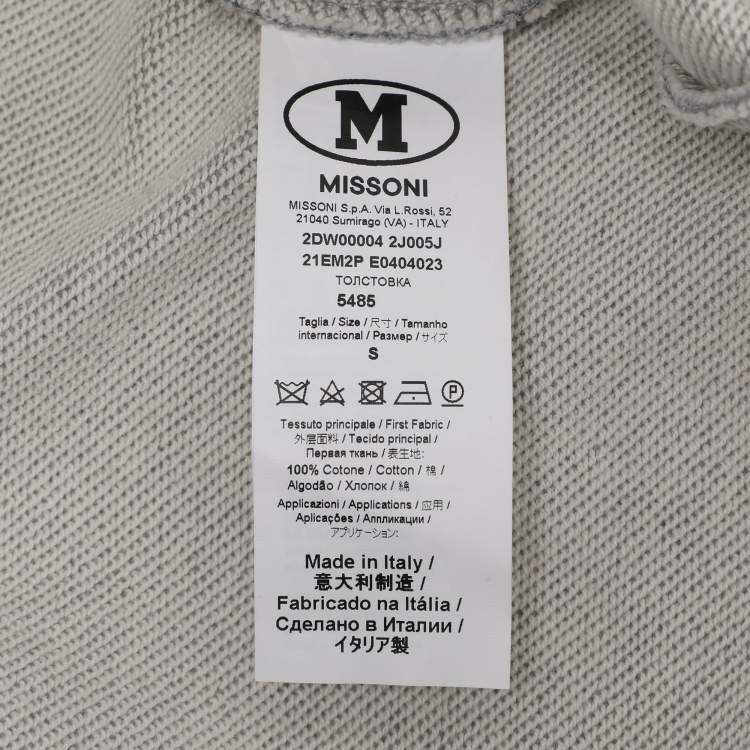 M
MISSONI
MISSONI S.p.A. Via L.Rossi, 52
21040 Sumirago (VA) - ITALY
2DW00004 2J005J
21EM2P E0404023
ТОЛСТОВКА
5485
Taglia / Size / 尺寸 / Tamanho
internacional / Размер / サイズ
S
P
Tessuto principale / First Fabric /
外层面料 / Tecido principal /
Первая ткань / 表生地:
100% Cotone / Cotton / 棉 /
Algodão / Хлопок / 綿
Applicazioni / Applications / 应用 /
Aplicações / Аппликации /
アプリケーション:
Made in Italy /
意大利制造 /
Fabricado na Itália /
Сделано в Италии /
イタリア製